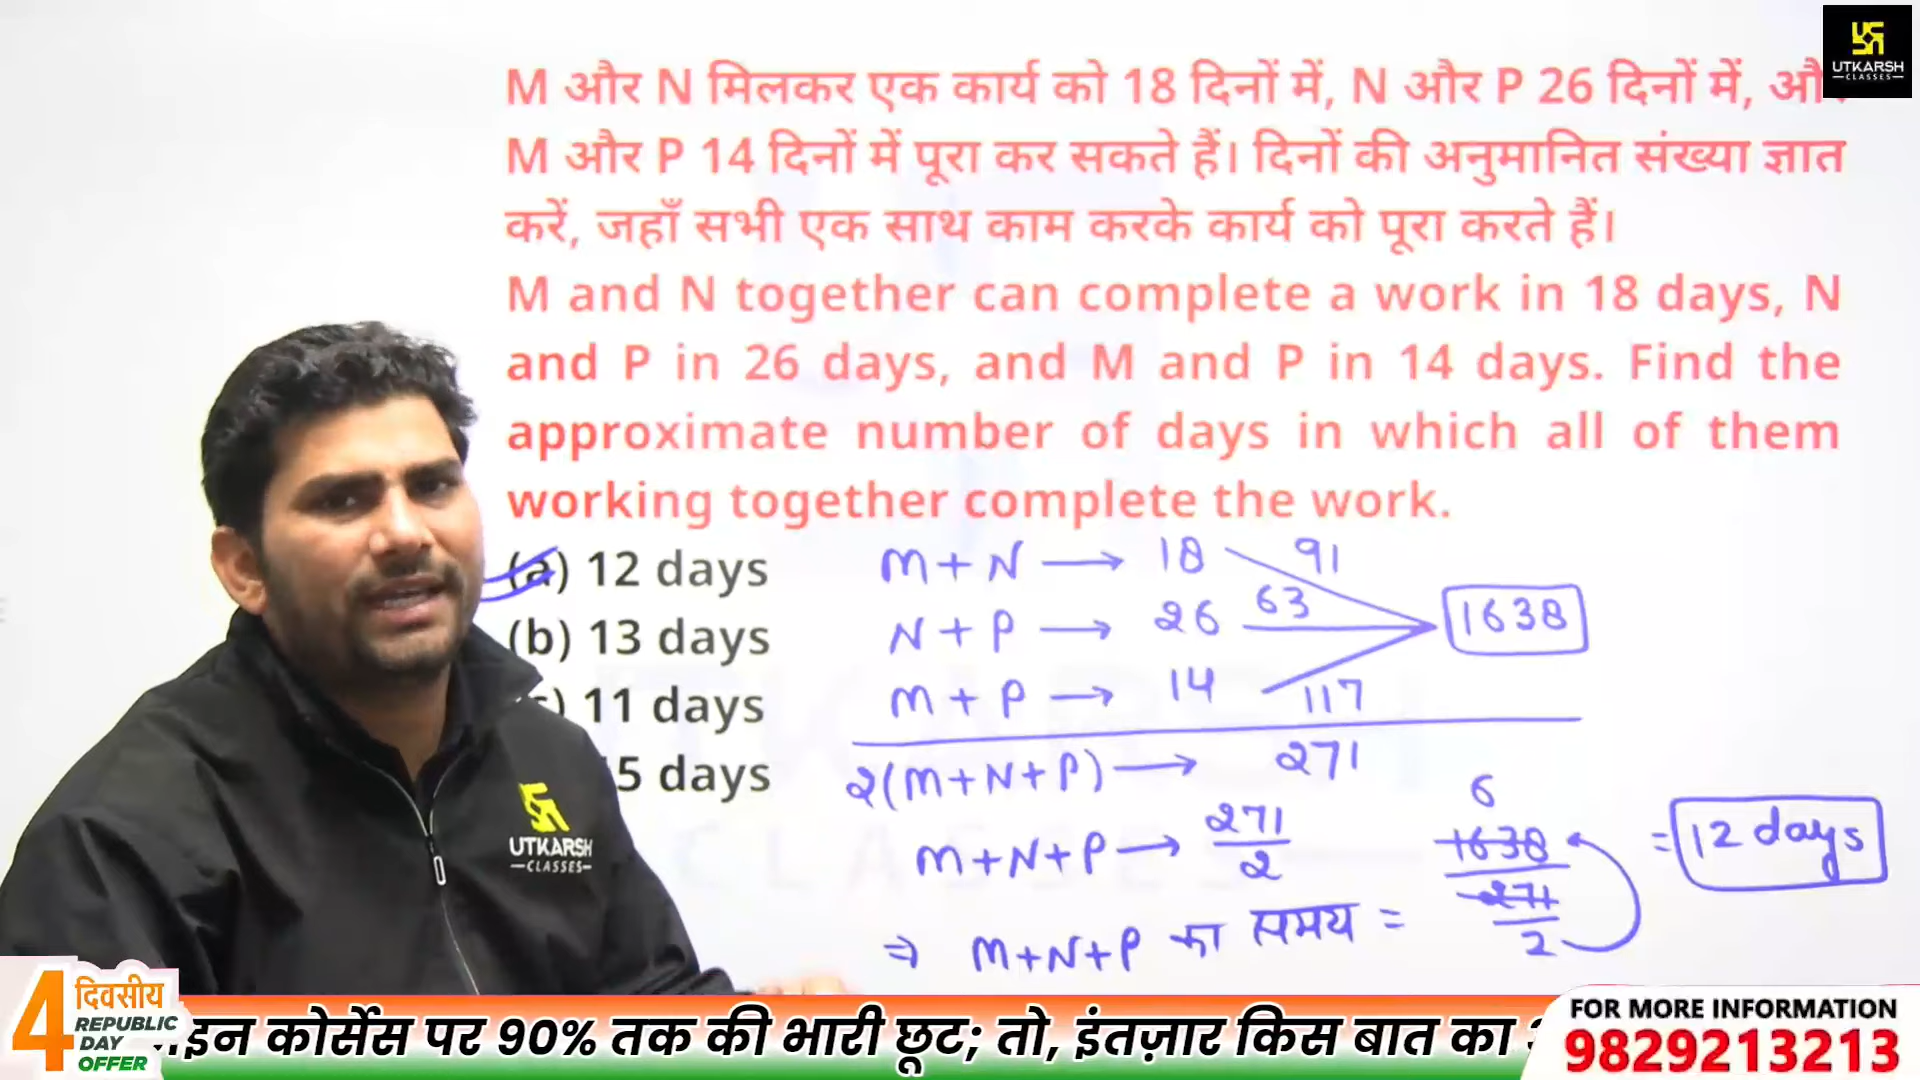 UTKARSH
CLASSES
M और N मिलकर एक कार्य को 18 दिनों में, N और P 26 दिनों में, और
M और P 14 दिनों में पूरा कर सकते हैं। दिनों की अनुमानित संख्या ज्ञात
करें, जहाँ सभी एक साथ काम करके कार्य को पूरा करते हैं।
M and N together can complete a work in 18 days, N
and P in 26 days, and M and P in 14 days. Find the
approximate number of days in which all of them
working together complete the work.
(a) 12 days
(b) 13 days
11 days
5 days
M + N → 18 91
N + P → 26 63 1638
M + P → 14 117
2(M+N+P) → 271
M+N+P → 271/2
⇒ M+N+P का समय = 1638/(271/2) 6 = 12 days
UTKARSH
CLASSES
4 दिवसीय
REPUBLIC
DAY
OFFER
कोर्सेस पर 90% तक की भारी छूट; तो, इंतज़ार किस बात का
FOR MORE INFORMATION
9829213213